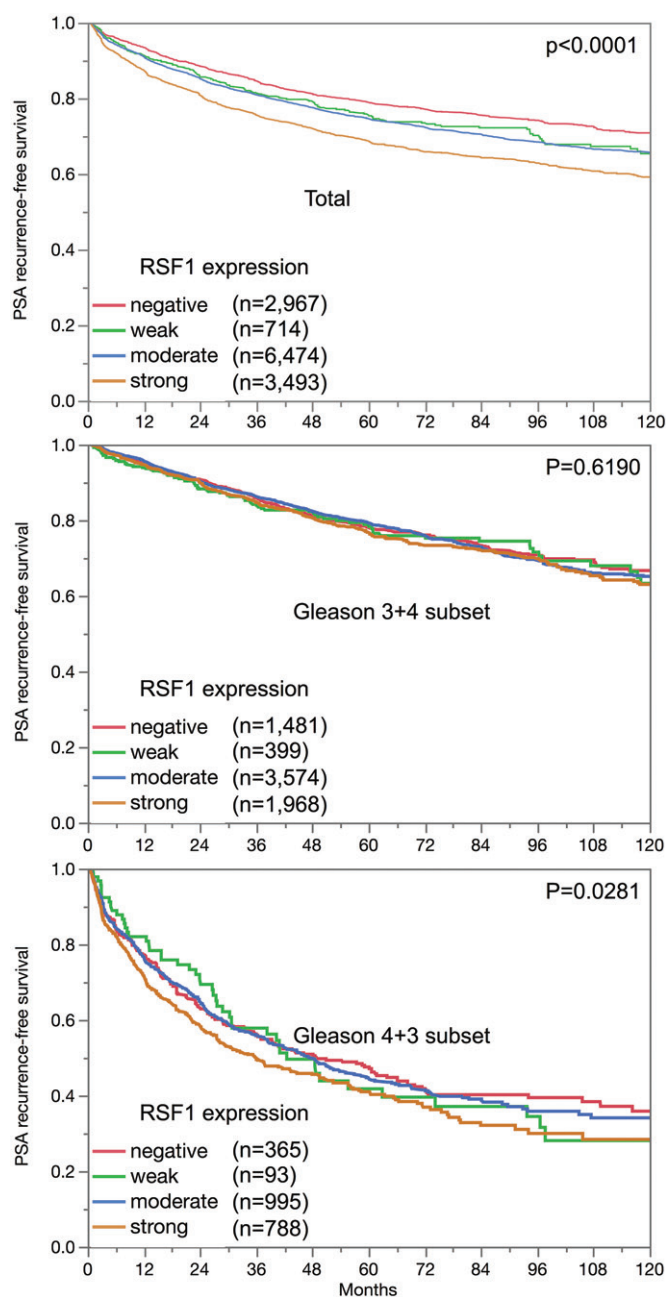 PSA recurrence-free survival
1.0
0.8
0.6
0.4
0.2
0.0
p<0.0001
Total
RSF1 expression
negative (n=2,967)
weak (n=714)
moderate (n=6,474)
strong (n=3,493)
0 12 24 36 48 60 72 84 96 108 120
PSA recurrence-free survival
1.0
0.8
0.6
0.4
0.2
0.0
P=0.6190
Gleason 3+4 subset
RSF1 expression
negative (n=1,481)
weak (n=399)
moderate (n=3,574)
strong (n=1,968)
0 12 24 36 48 60 72 84 96 108 120
PSA recurrence-free survival
1.0
0.8
0.6
0.4
0.2
0.0
P=0.0281
Gleason 4+3 subset
RSF1 expression
negative (n=365)
weak (n=93)
moderate (n=995)
strong (n=788)
0 12 24 36 48 60 72 84 96 108 120
Months